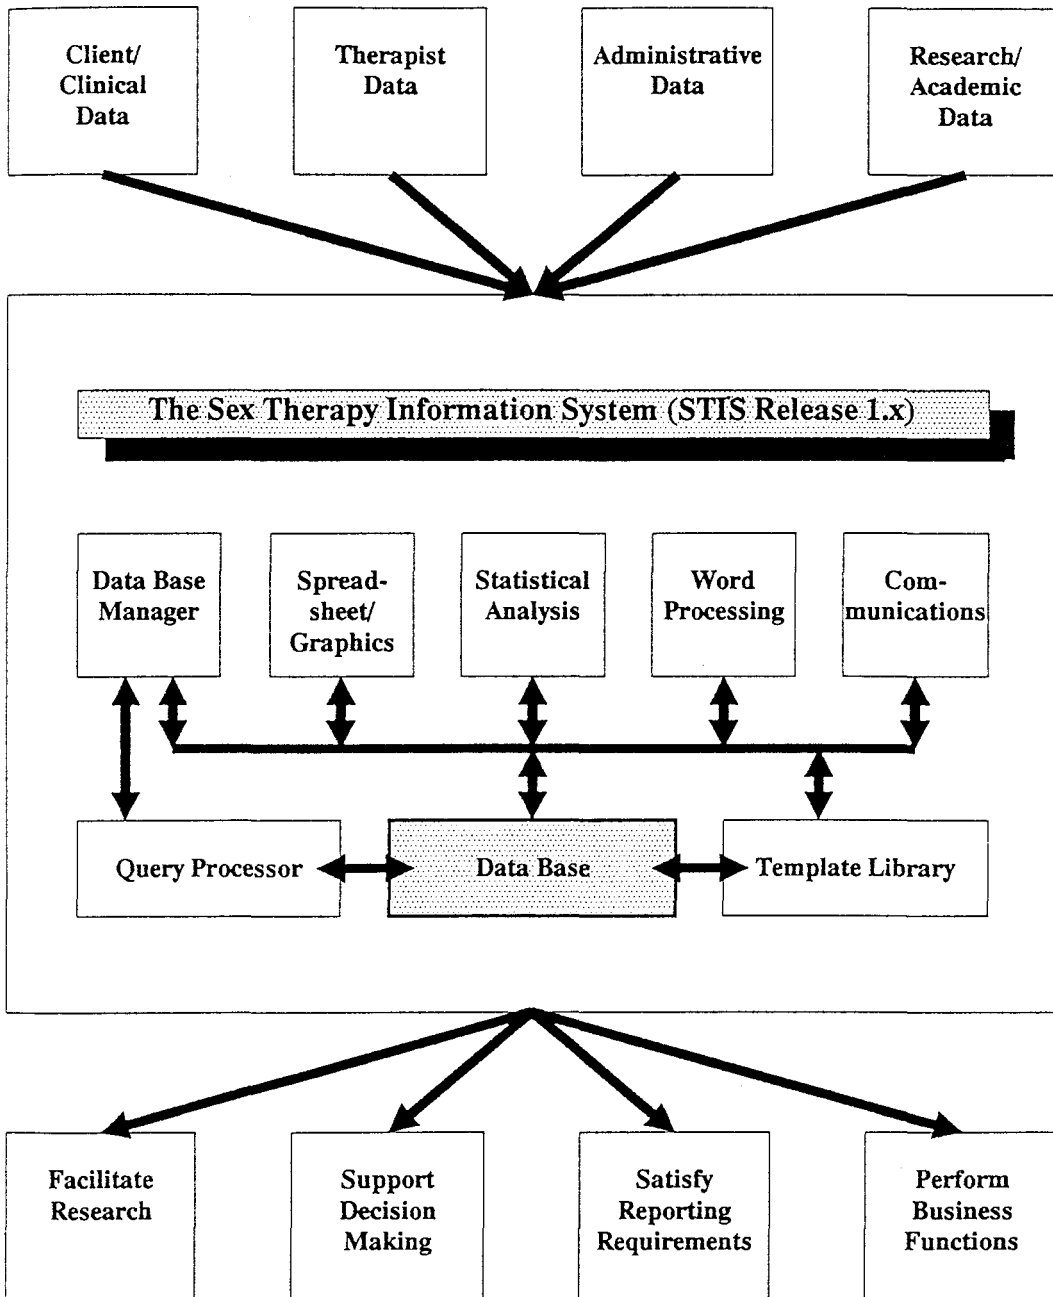 Client/
Clinical
Data
Therapist
Data
Administrative
Data
Research/
Academic
Data
The Sex Therapy Information System (STIS Release 1.x)
Data Base
Manager
Spread-
sheet/
Graphics
Statistical
Analysis
Word
Processing
Com-
munications
Query Processor
Data Base
Template Library
Facilitate
Research
Support
Decision
Making
Satisfy
Reporting
Requirements
Perform
Business
Functions